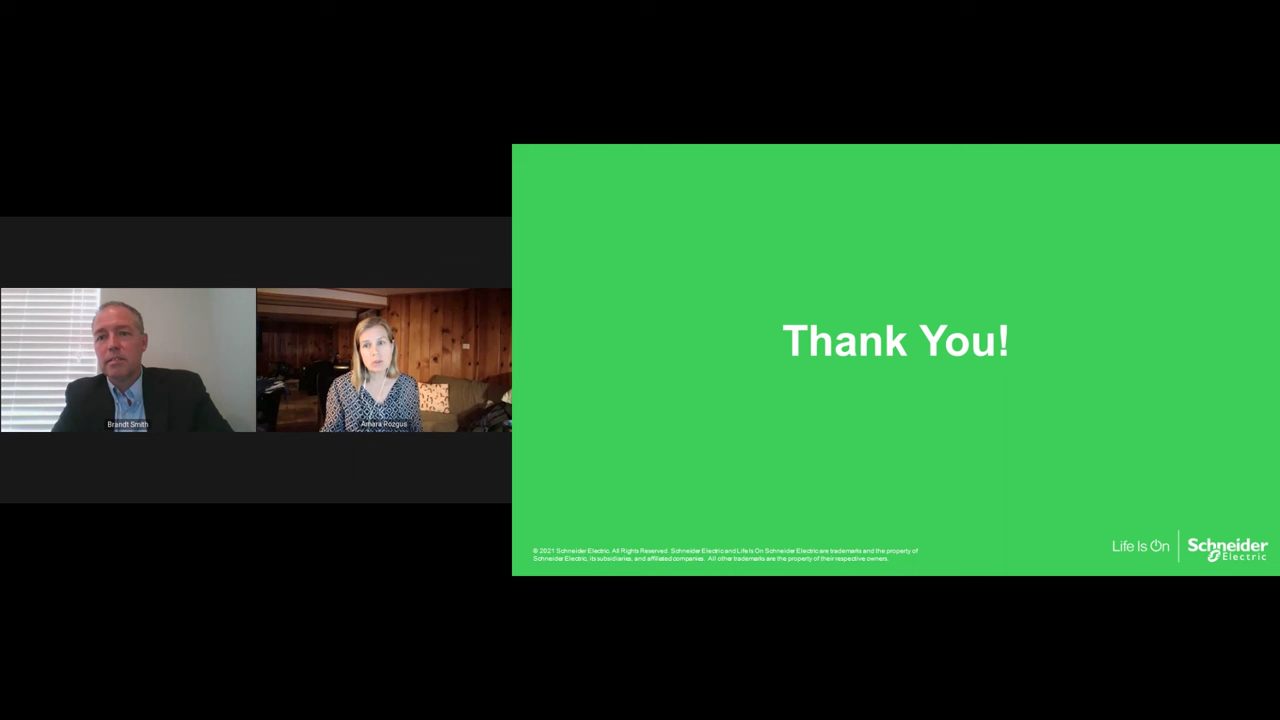 Brandt Smith
Amara Rozgus
Thank You!
© 2021 Schneider Electric. All Rights Reserved. Schneider Electric and Life Is On Schneider Electric are trademarks and the property of
Schneider Electric, its subsidiaries, and affiliated companies. All other trademarks are the property of their respective owners.
Life Is On
Schneider
Electric